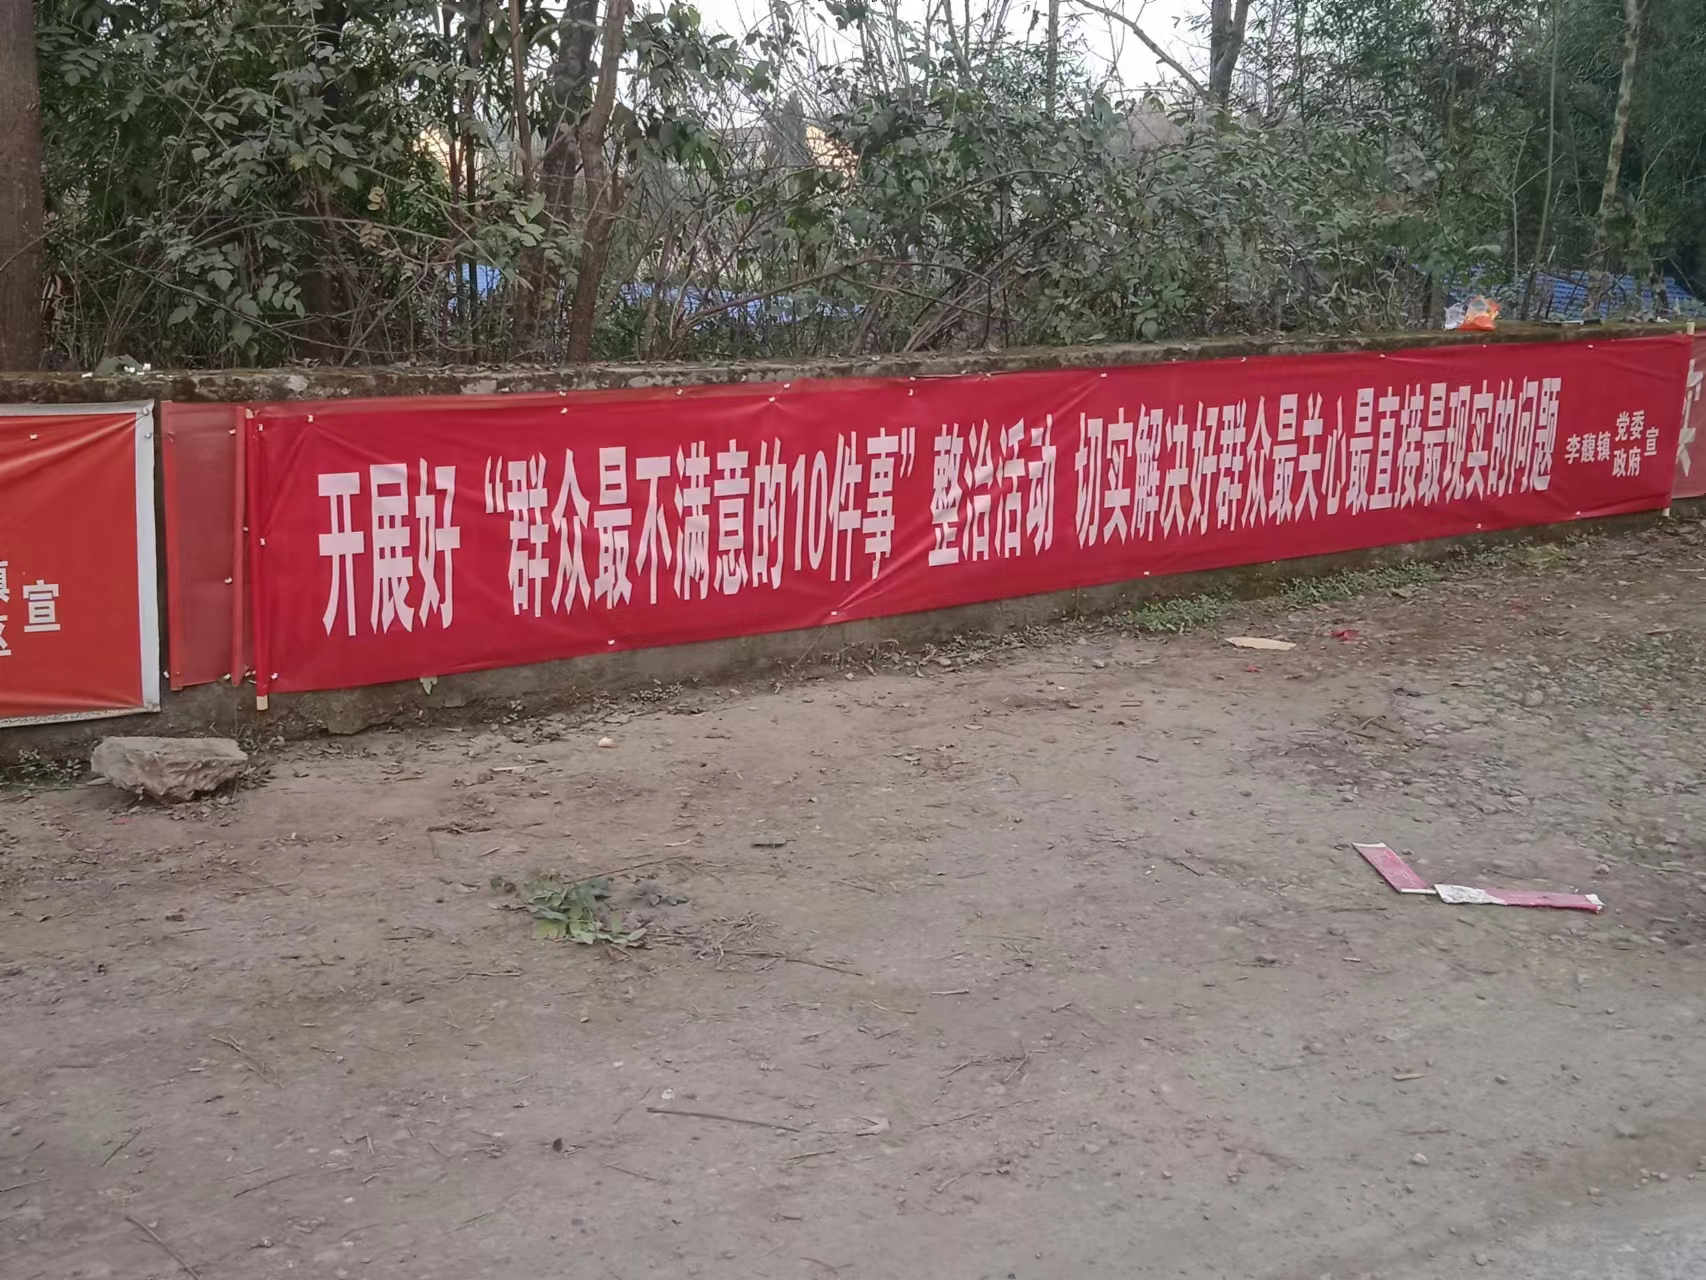 宣
开展好“群众最不满意的10件事”整治活动 切实解决好群众最关心最直接最现实的问题
李馥镇 党委 政府 宣